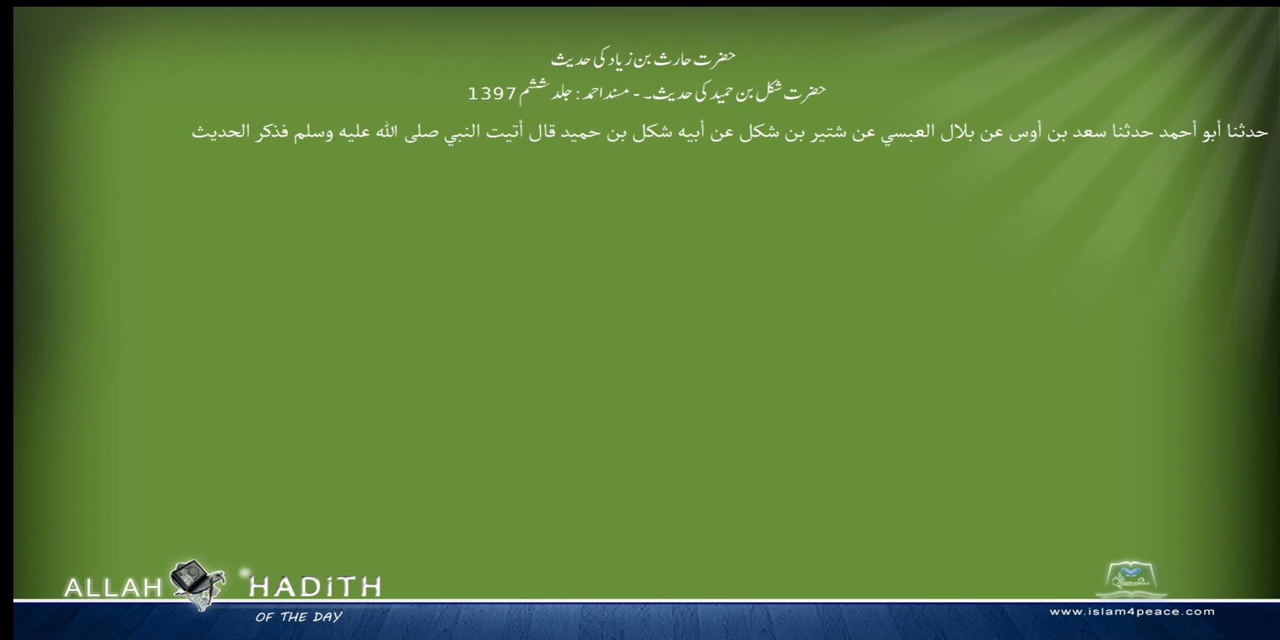 حضرت حارث بن زیاد کی حدیث
حضرت شکل بن حمید کی حدیث۔ - مسند احمد : جلد ششم 1397
حدثنا أبو أحمد حدثنا سعد بن أوس عن بلال العبسي عن شتير بن شكل عن أبيه شكل بن حميد قال أتيت النبي صلى الله عليه وسلم فذكر الحديث
ALLAH HADiTH
OF THE DAY
www.islam4peace.com